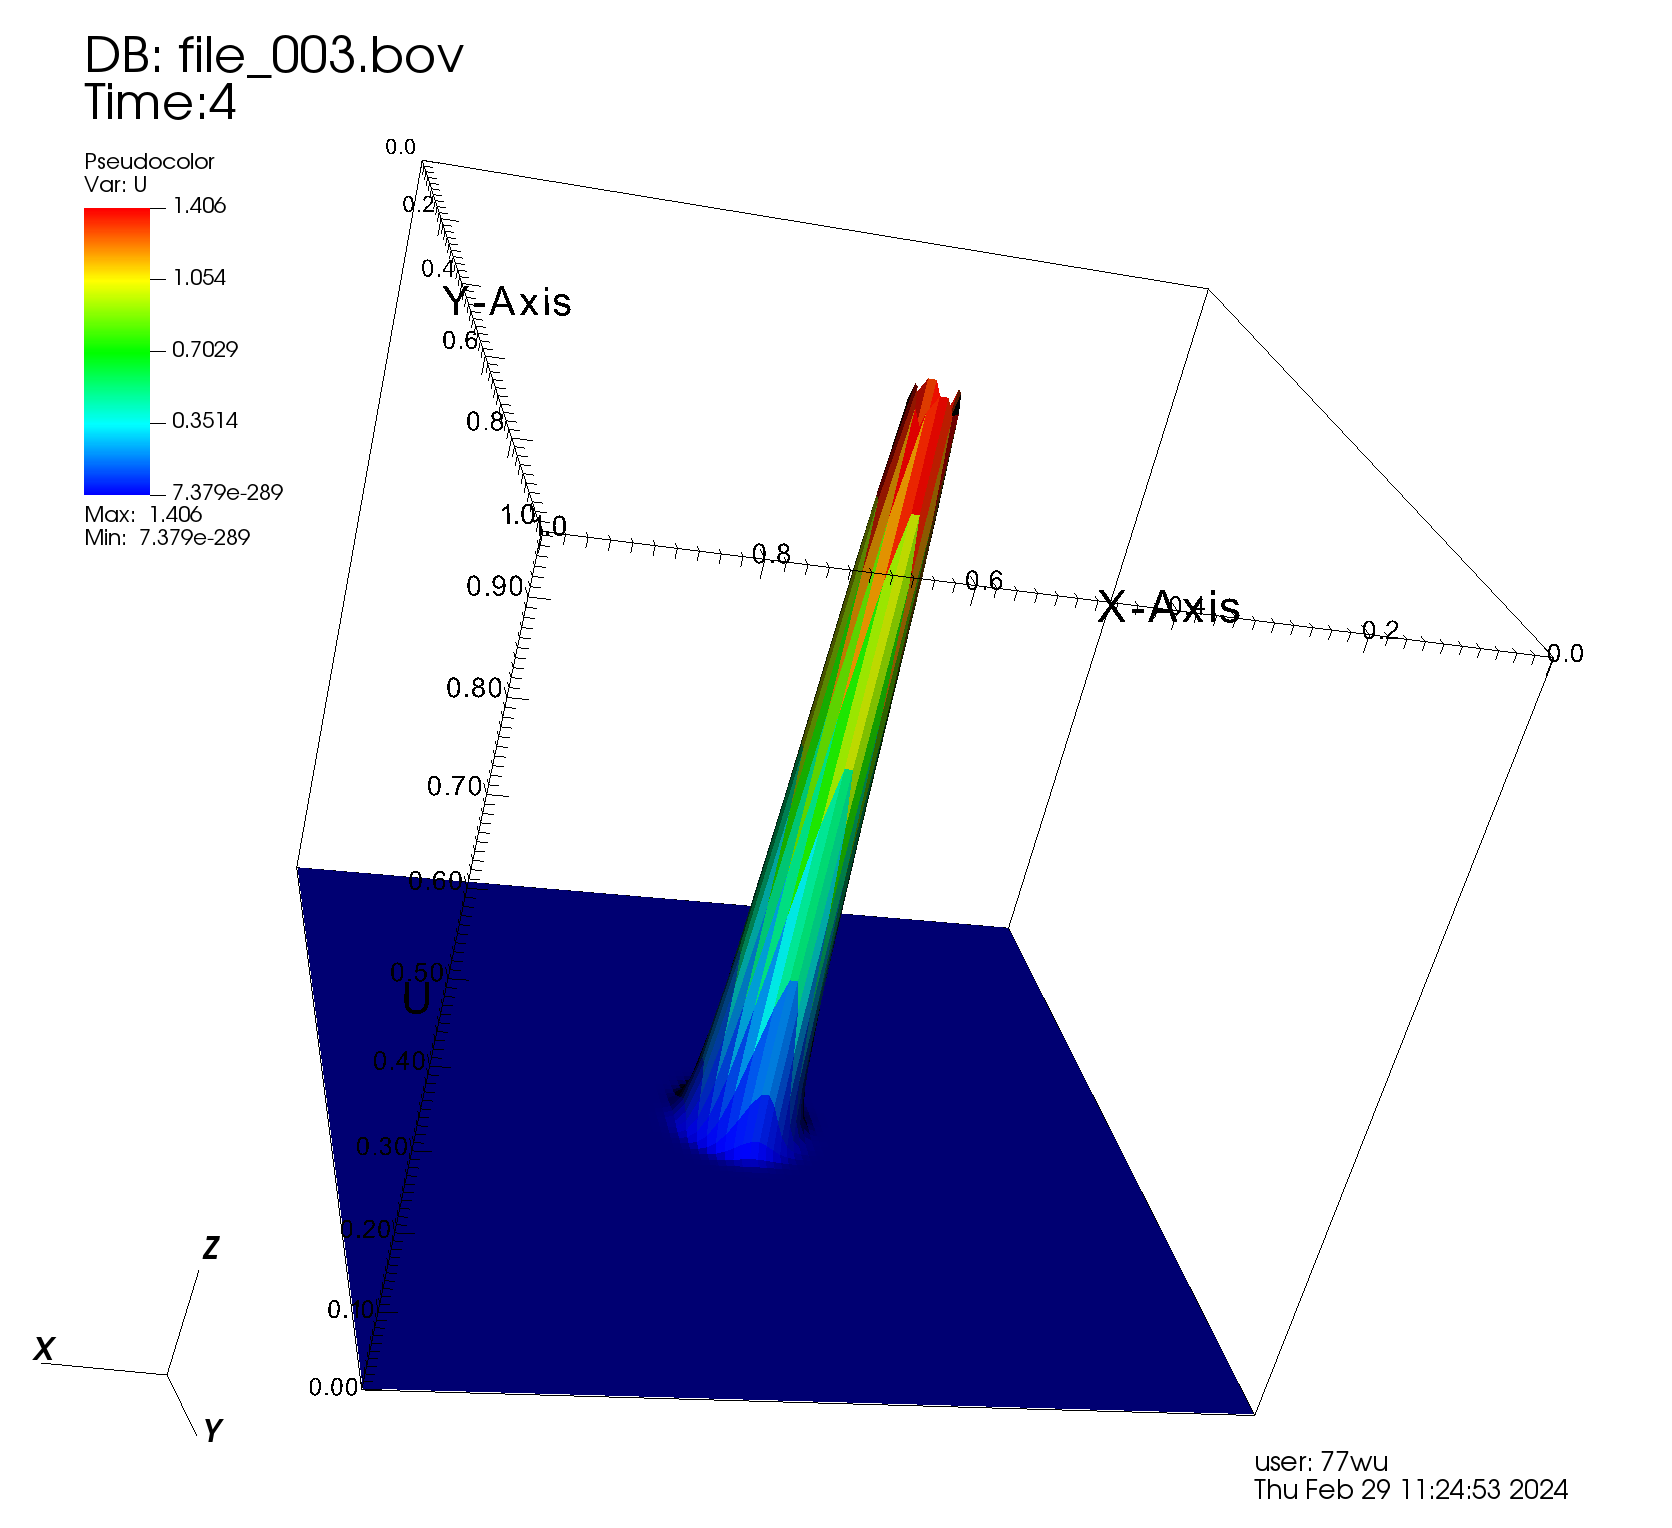 DB: file_003.bov
Time:4
Pseudocolor
Var: U
1.406
1.054
0.7029
0.3514
7.379e-289
Max: 1.406
Min: 7.379e-289
0.0
0.2
0.4
Y-Axis
0.6
0.8
1.0
1.0
0.8
0.6
X-Axis
0.4
0.2
0.0
0.90
0.80
0.70
0.60
0.50
U
0.40
0.30
0.20
0.10
0.00
Z
X
Y
user: 77wu
Thu Feb 29 11:24:53 2024